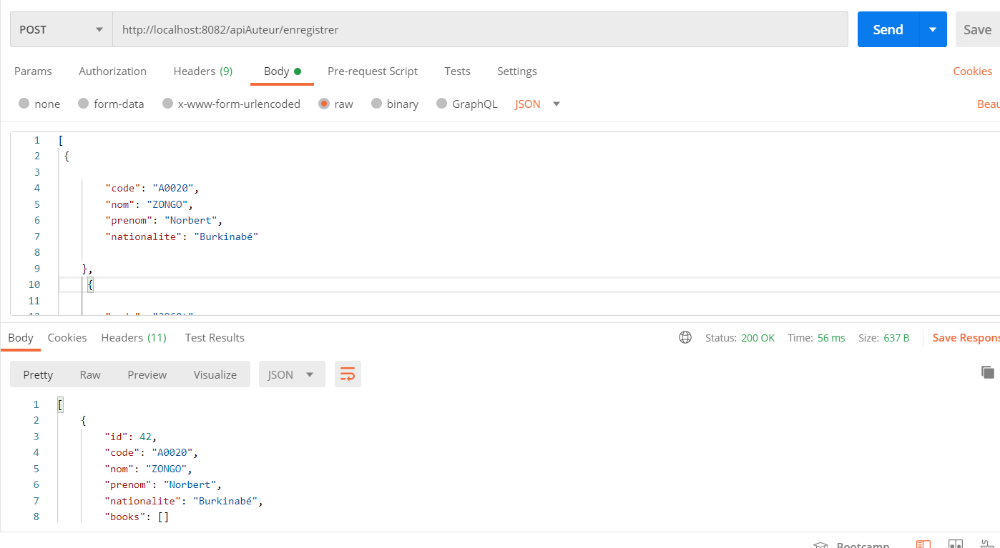 POST http://localhost:8082/apiAuteur/enregistrer Send Save
Params Authorization Headers (9) Body Pre-request Script Tests Settings Cookies
none form-data x-www-form-urlencoded raw binary GraphQL JSON Beau
1 [
2 {
3
4 "code": "A0020",
5 "nom": "ZONGO",
6 "prenom": "Norbert",
7 "nationalite": "Burkinabé"
8
9 },
10 {
11
Body Cookies Headers (11) Test Results Status: 200 OK Time: 56 ms Size: 637 B Save Respons
Pretty Raw Preview Visualize JSON
1 [
2 {
3 "id": 42,
4 "code": "A0020",
5 "nom": "ZONGO",
6 "prenom": "Norbert",
7 "nationalite": "Burkinabé",
8 "books": []
Bootcamp